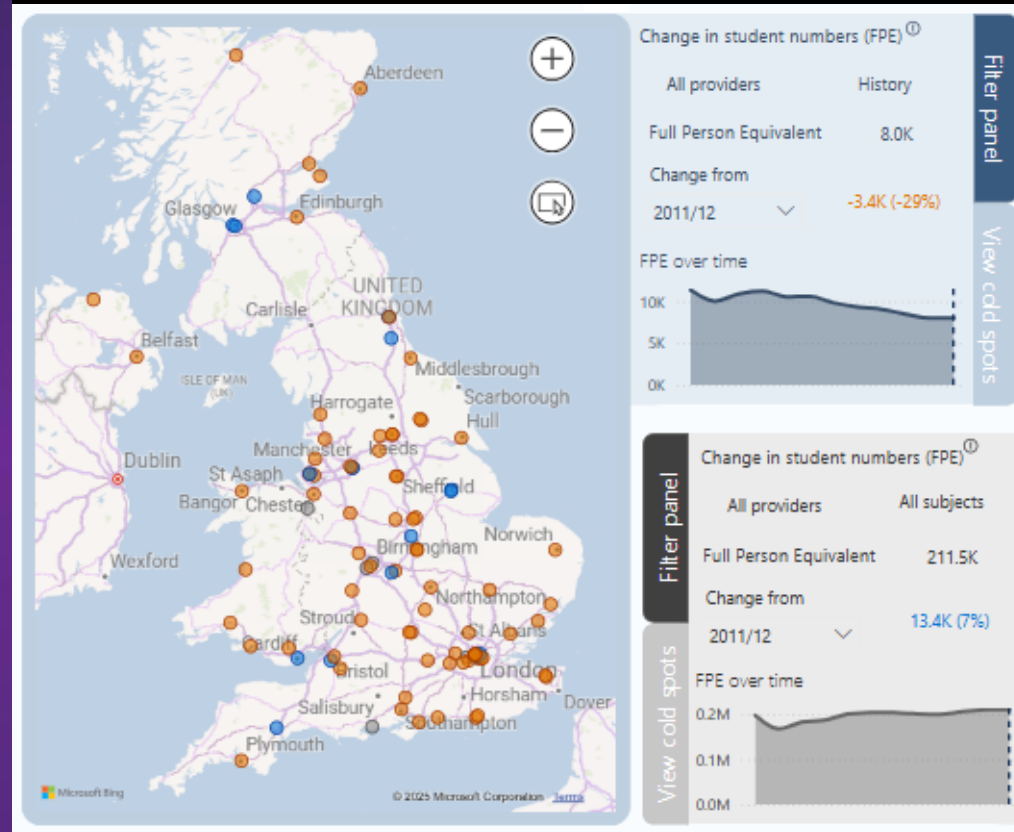 Aberdeen
Glasgow
Edinburgh
UNITED
KINGDOM
Carlisle
Belfast
ISLE OF MAN
(UK)
Middlesbrough
Scarborough
Harrogate
Hull
Manchester
Leeds
Dublin
St Asaph
Sheffield
Bangor
Chester
Norwich
Birmingham
Wexford
Northampton
Stroud
St Albans
Cardiff
Bristol
London
Horsham
Dover
Salisbury
Southampton
Plymouth
Microsoft Bing
© 2025 Microsoft Corporation Terms
Change in student numbers (FPE)
All providers History
Full Person Equivalent 8.0K
Change from
2011/12 -3.4K (-29%)
FPE over time
10K
5K
0K
Filter panel
View cold spots
Filter panel
View cold spots
Change in student numbers (FPE)
All providers All subjects
Full Person Equivalent 211.5K
Change from
2011/12 13.4K (7%)
FPE over time
0.2M
0.1M
0.0M